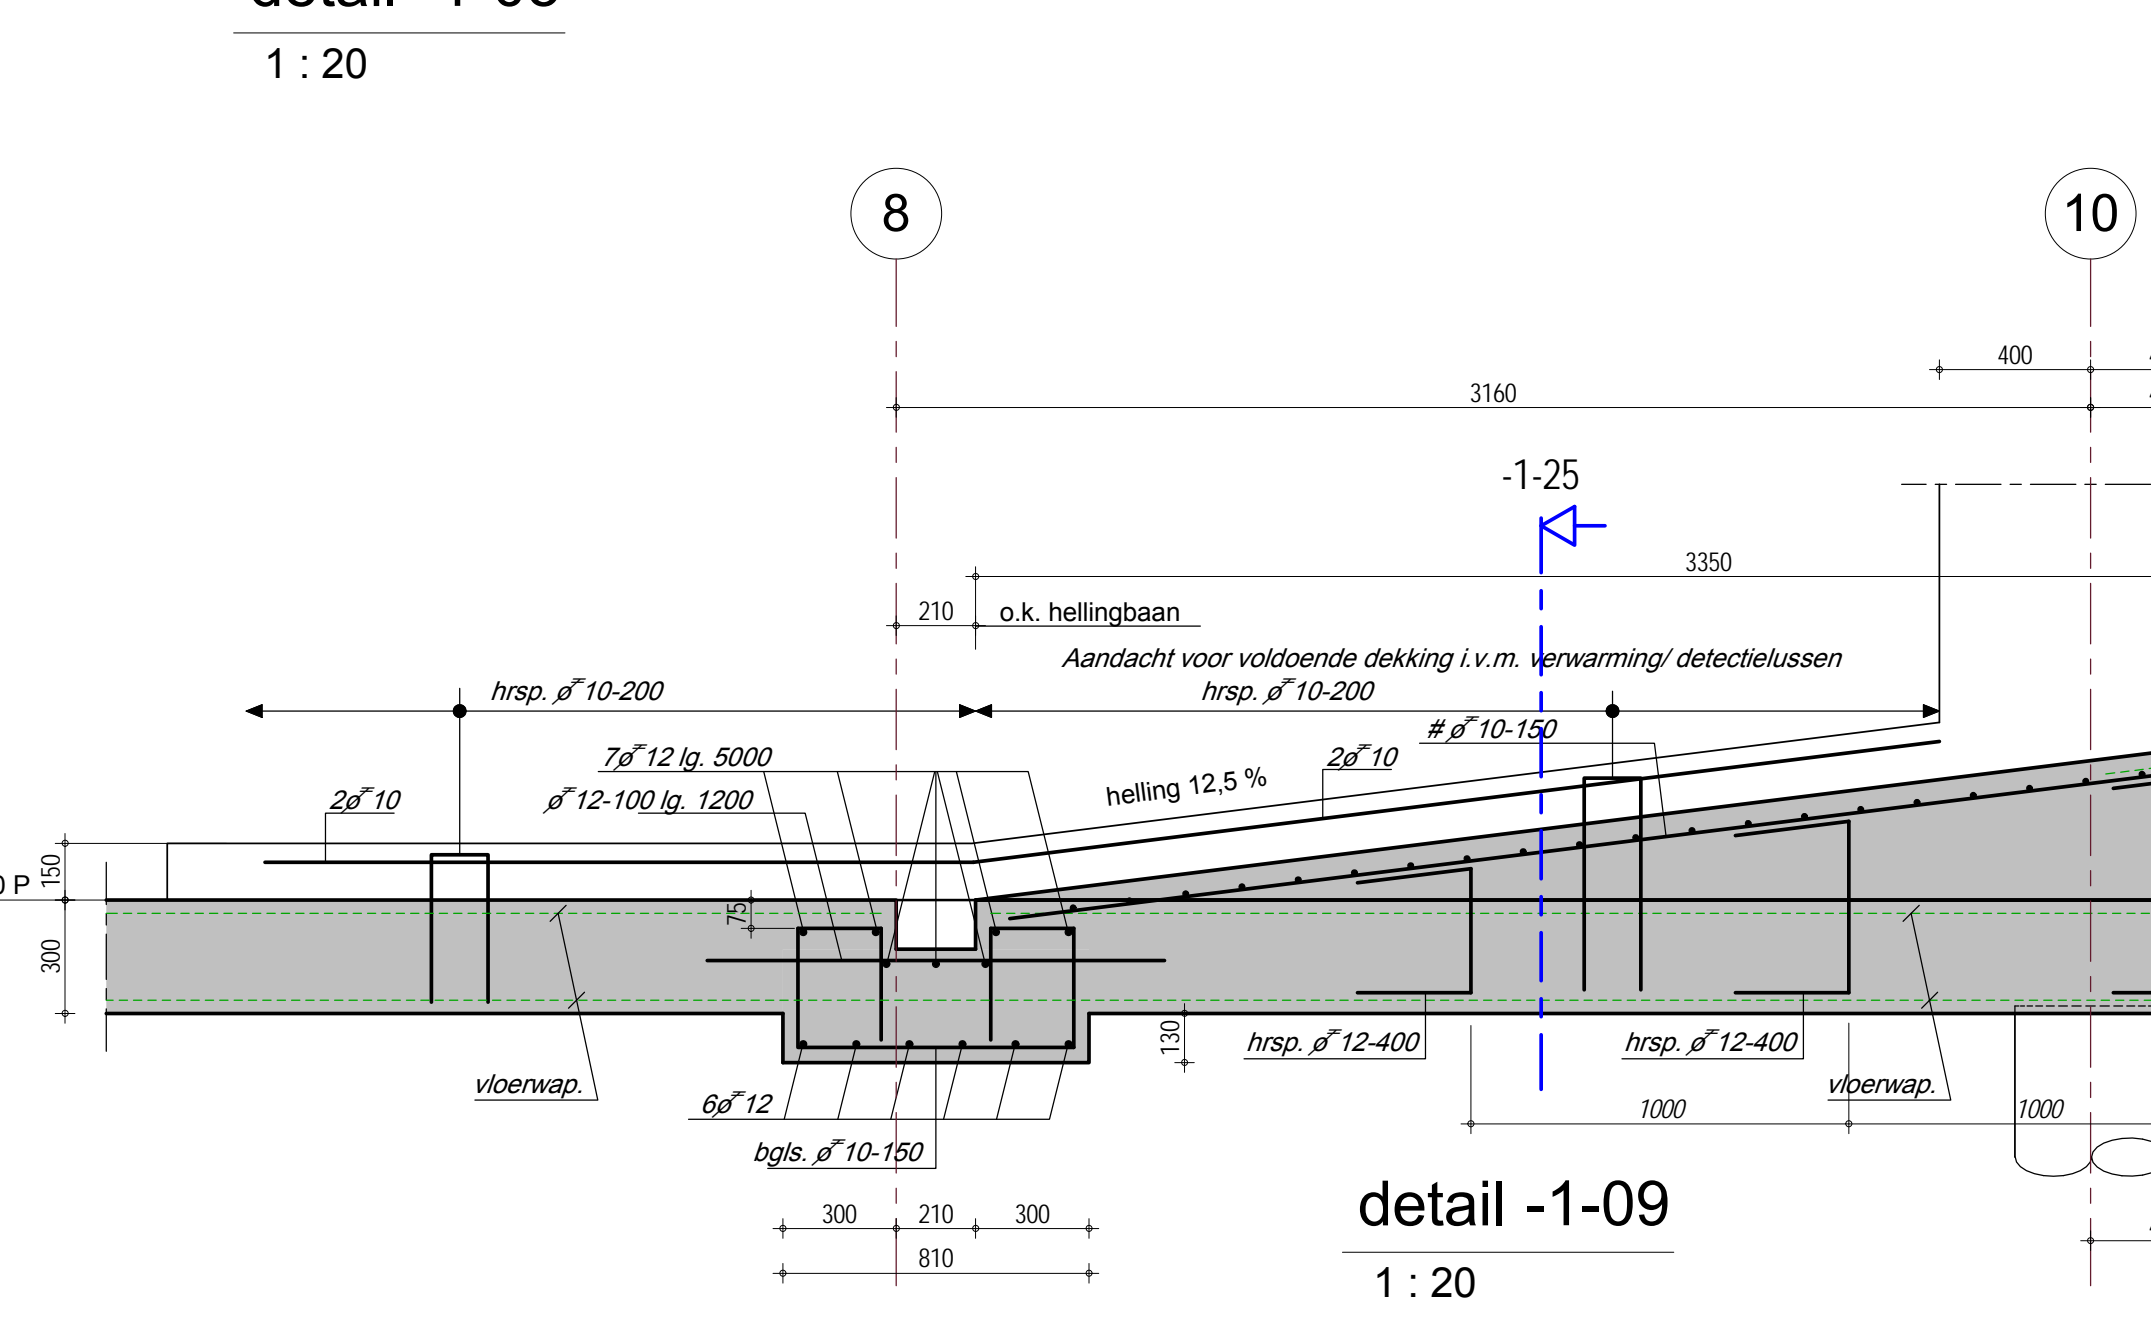 1 : 20
8
10
400
3160
-1-25
3350
210
o.k. hellingbaan
Aandacht voor voldoende dekking i.v.m. verwarming/ detectielussen
hrsp. ø 10-200
hrsp. ø 10-200
# ø 10-150
7ø 12 lg. 5000
2ø 10
helling 12,5 %
2ø 10
ø 12-100 lg. 1200
150
0 P
75
300
130
hrsp. ø 12-400
hrsp. ø 12-400
vloerwap.
vloerwap.
6ø 12
1000
1000
bgls. ø 10-150
detail -1-09
300
210
300
810
1 : 20